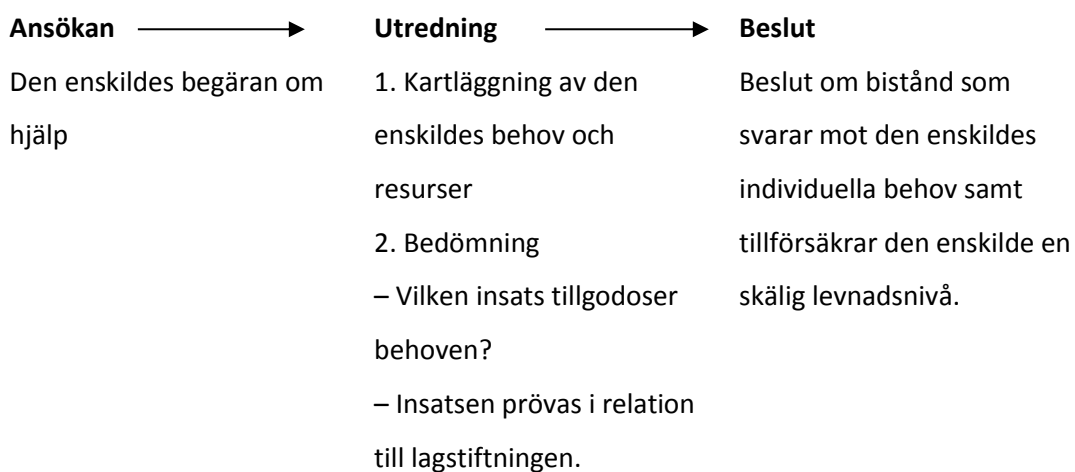 Ansökan
Den enskildes begäran om
hjälp
Utredning
1. Kartläggning av den
enskildes behov och
resurser
2. Bedömning
– Vilken insats tillgodoser
behoven?
– Insatsen prövas i relation
till lagstiftningen.
Beslut
Beslut om bistånd som
svarar mot den enskildes
individuella behov samt
tillförsäkrar den enskilde en
skälig levnadsnivå.